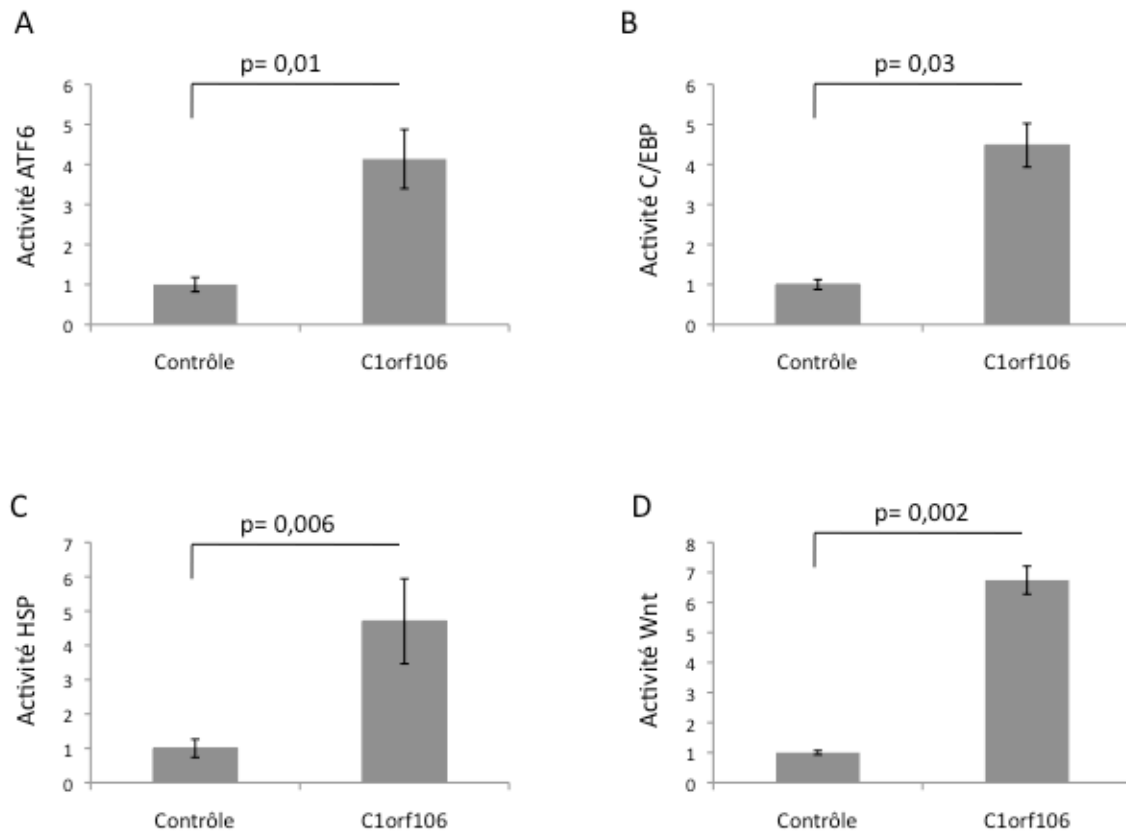 A
p= 0,01
Activité ATF6
6
5
4
3
2
1
0
Contrôle C1orf106
B
p= 0,03
Activité C/EBP
6
5
4
3
2
1
0
Contrôle C1orf106
C
p= 0,006
Activité HSP
7
6
5
4
3
2
1
0
Contrôle C1orf106
D
p= 0,002
Activité Wnt
8
7
6
5
4
3
2
1
0
Contrôle C1orf106